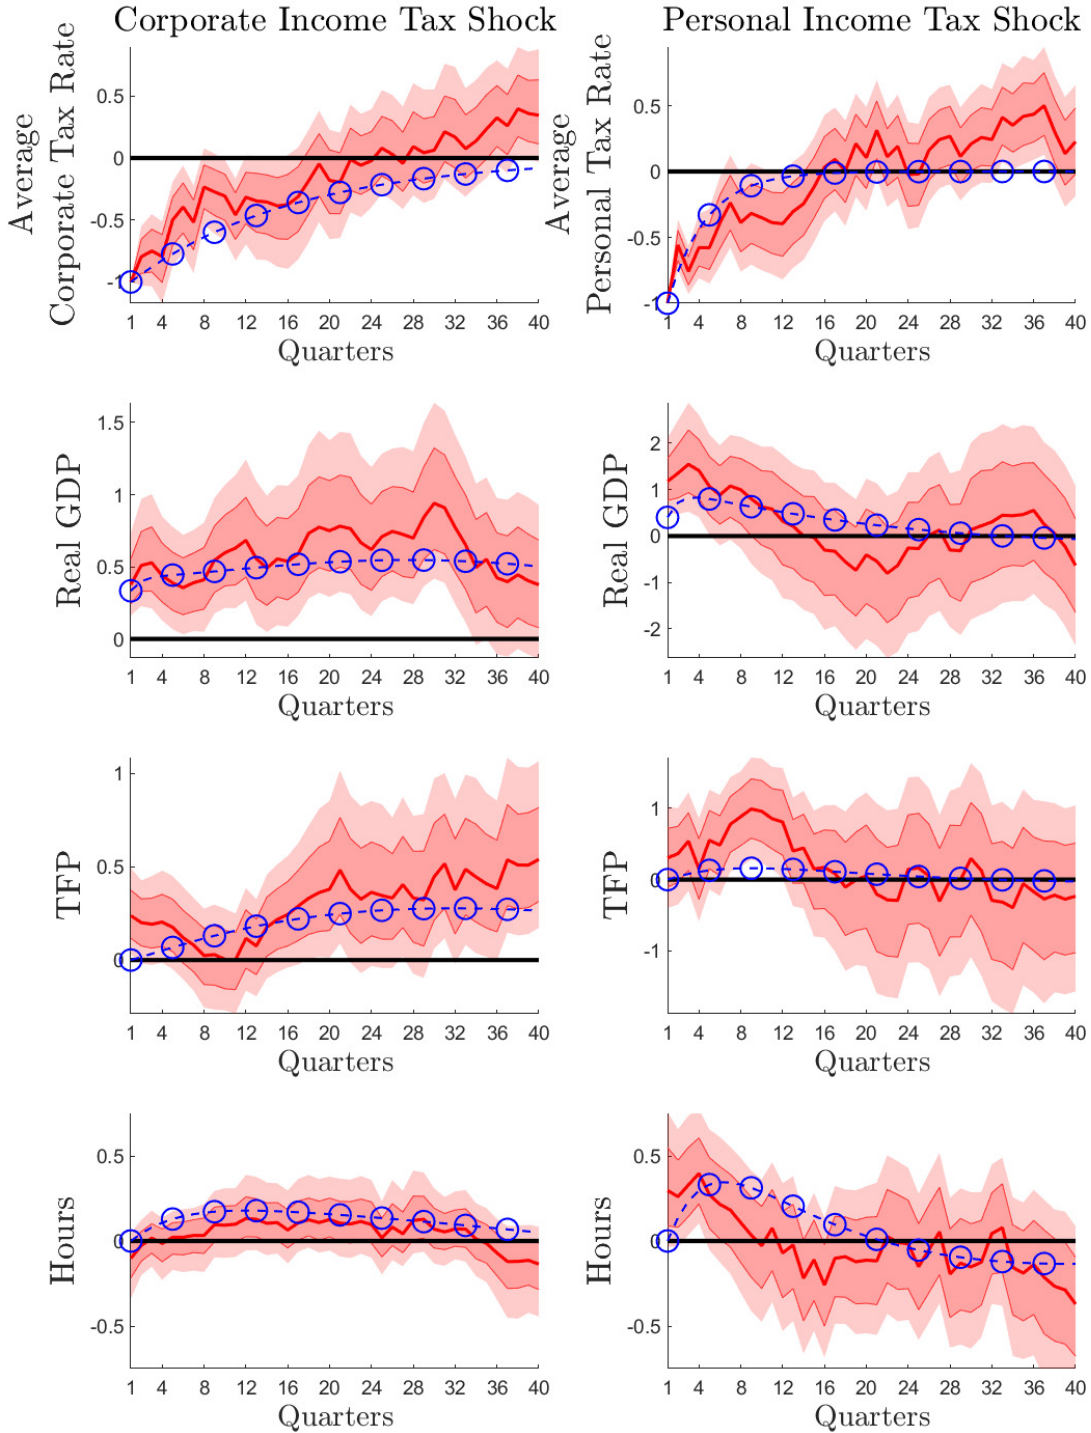 Corporate Income Tax Shock
Personal Income Tax Shock
Average
Corporate Tax Rate
0.5
0
-0.5
-1
1 4 8 12 16 20 24 28 32 36 40
Quarters
Average
Personal Tax Rate
0.5
0
-0.5
-1
1 4 8 12 16 20 24 28 32 36 40
Quarters
Real GDP
1.5
1
0.5
0
1 4 8 12 16 20 24 28 32 36 40
Quarters
Real GDP
2
1
0
-1
-2
1 4 8 12 16 20 24 28 32 36 40
Quarters
TFP
1
0.5
0
1 4 8 12 16 20 24 28 32 36 40
Quarters
TFP
1
0
-1
1 4 8 12 16 20 24 28 32 36 40
Quarters
Hours
0.5
0
-0.5
1 4 8 12 16 20 24 28 32 36 40
Quarters
Hours
0.5
0
-0.5
1 4 8 12 16 20 24 28 32 36 40
Quarters